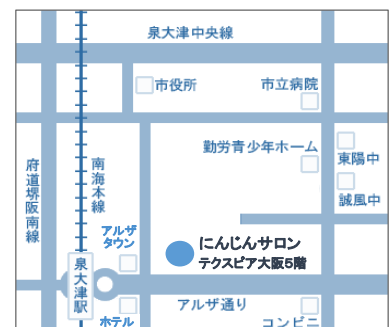 泉大津中央線
市役所
市立病院
勤労青少年ホーム
東陽中
誠風中
府道堺阪南線
南海本線
アルザ
タウン
にんじんサロン
テクスピア大阪5階
泉大津駅
アルザ通り
ホテル
コンビニ